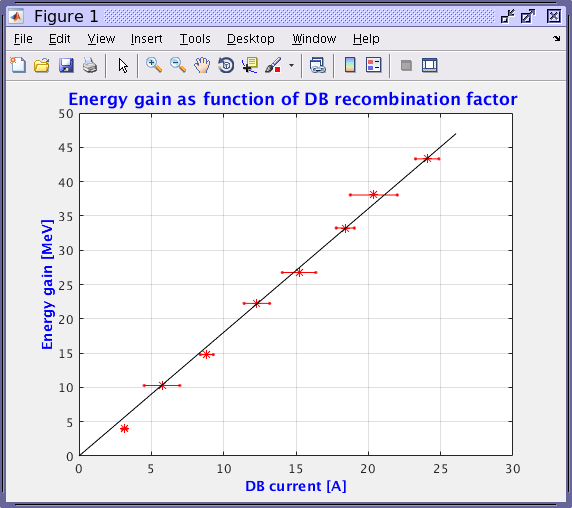 Figure 1
File Edit View Insert Tools Desktop Window Help
Energy gain as function of DB recombination factor
50
45
40
35
30
25
20
15
10
5
0
Energy gain [MeV]
0 5 10 15 20 25 30
DB current [A]